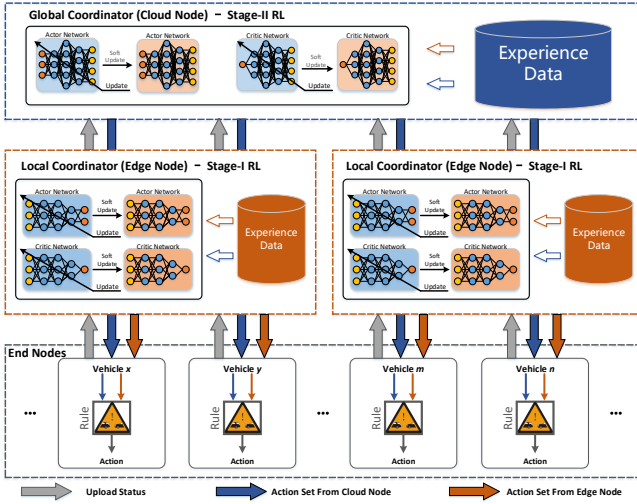 Global Coordinator (Cloud Node) – Stage-II RL
Actor Network
Actor Network
Critic Network
Critic Network
Soft
Update
Update
Soft
Update
Update
Experience
Data
Local Coordinator (Edge Node) – Stage-I RL
Actor Network
Actor Network
Soft
Update
Update
Critic Network
Critic Network
Soft
Update
Update
Experience
Data
Local Coordinator (Edge Node) – Stage-I RL
Actor Network
Actor Network
Soft
Update
Update
Critic Network
Critic Network
Soft
Update
Update
Experience
Data
End Nodes
Vehicle x
Rule
Action
Vehicle y
Rule
Action
Vehicle m
Rule
Action
Vehicle n
Rule
Action
...
...
...
Upload Status
Action Set From Cloud Node
Action Set From Edge Node